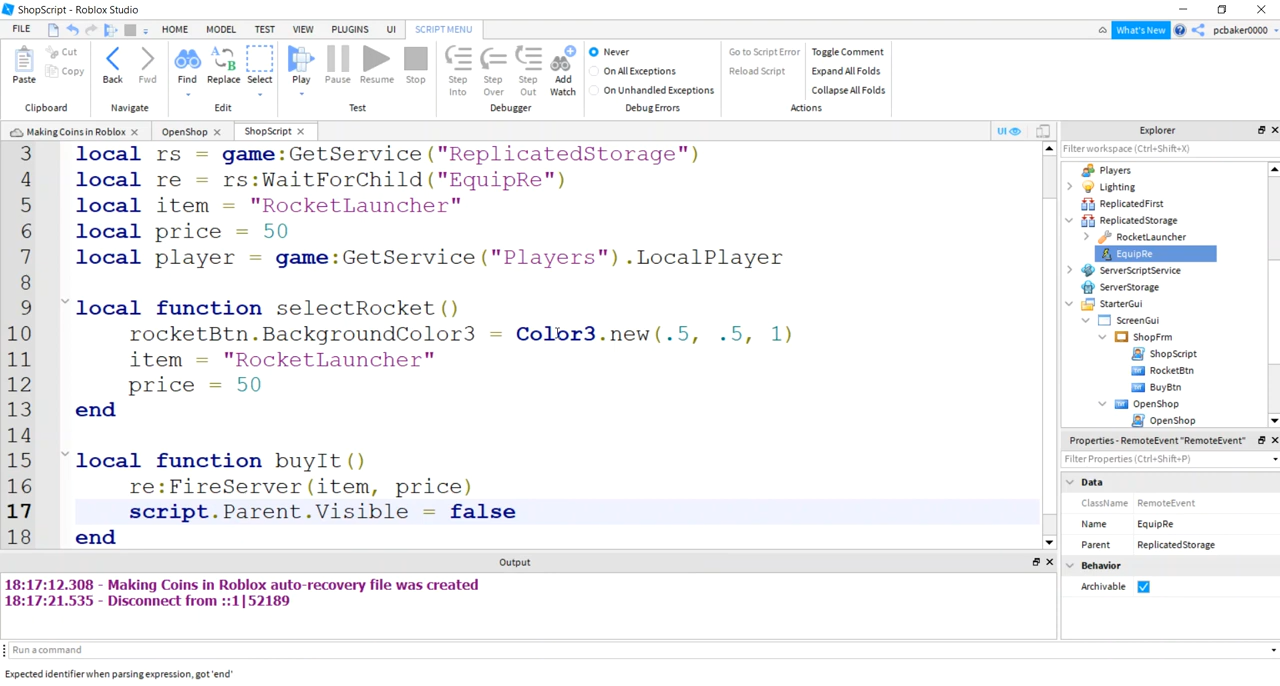 ShopScript - Roblox Studio
FILE HOME MODEL TEST VIEW PLUGINS UI SCRIPT MENU What's New pcbaker0000
Paste Cut Copy Back Fwd Find Replace Select Play Pause Resume Stop Step Into Step Over Step Out Add Watch
Never
On All Exceptions
On Unhandled Exceptions
Go to Script Error
Reload Script
Toggle Comment
Expand All Folds
Collapse All Folds
Clipboard Navigate Edit Test Debugger Debug Errors Actions
Making Coins in Roblox OpenShop ShopScript UI
3 local rs = game:GetService("ReplicatedStorage")
4 local re = rs:WaitForChild("EquipRe")
5 local item = "RocketLauncher"
6 local price = 50
7 local player = game:GetService("Players").LocalPlayer
8
9 local function selectRocket()
10 rocketBtn.BackgroundColor3 = Color3.new(.5, .5, 1)
11 item = "RocketLauncher"
12 price = 50
13 end
14
15 local function buyIt()
16 re:FireServer(item, price)
17 script.Parent.Visible = false
18 end
Explorer
Filter workspace (Ctrl+Shift+X)
Players
Lighting
ReplicatedFirst
ReplicatedStorage
RocketLauncher
EquipRe
ServerScriptService
ServerStorage
StarterGui
ScreenGui
ShopFrm
ShopScript
RocketBtn
BuyBtn
OpenShop
OpenShop
Properties - RemoteEvent "RemoteEvent"
Filter Properties (Ctrl+Shift+P)
Data
ClassName RemoteEvent
Name EquipRe
Parent ReplicatedStorage
Behavior
Archivable
Output
18:17:12.308 - Making Coins in Roblox auto-recovery file was created
18:17:21.535 - Disconnect from ::1|52189
Run a command
Expected identifier when parsing expression, got 'end'